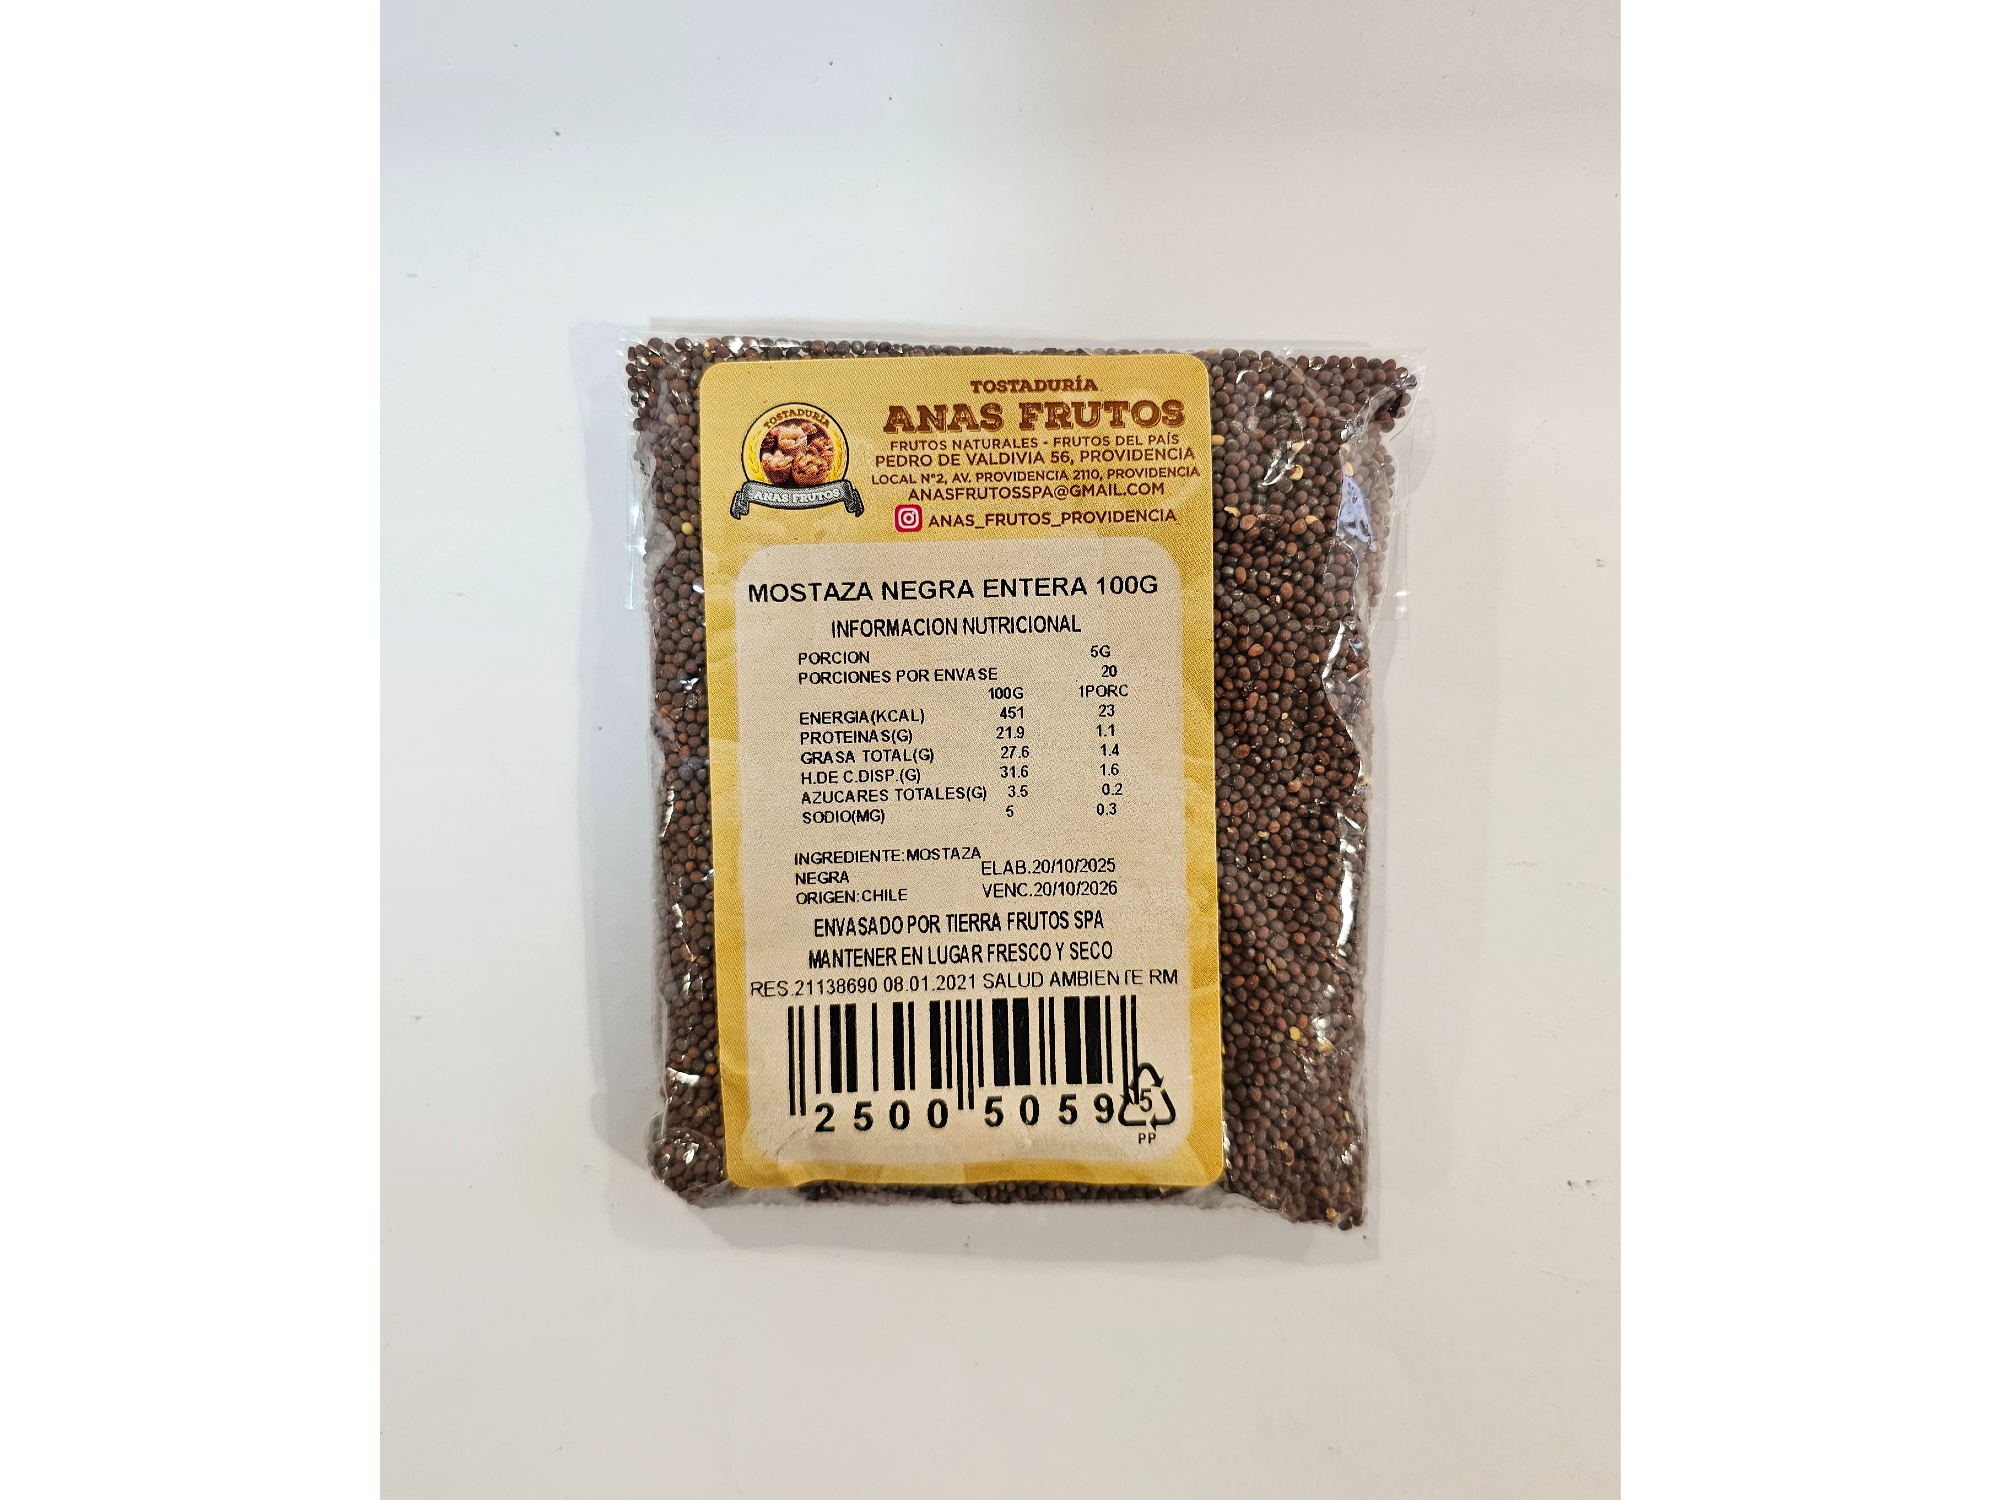 TOSTADURÍA
ANAS FRUTOS
TOSTADURÍA
ANAS FRUTOS
FRUTOS NATURALES - FRUTOS DEL PAÍS
PEDRO DE VALDIVIA 56, PROVIDENCIA
LOCAL N°2, AV. PROVIDENCIA 2110, PROVIDENCIA
ANASFRUTOSSPA@GMAIL.COM
ANAS_FRUTOS_PROVIDENCIA
MOSTAZA NEGRA ENTERA 100G
INFORMACION NUTRICIONAL
PORCION 5G
PORCIONES POR ENVASE 20
100G 1PORC
ENERGIA(KCAL) 451 23
PROTEINAS(G) 21.9 1.1
GRASA TOTAL(G) 27.6 1.4
H.DE C.DISP.(G) 31.6 1.6
AZUCARES TOTALES(G) 3.5 0.2
SODIO(MG) 5 0.3
INGREDIENTE:MOSTAZA
NEGRA ELAB.20/10/2025
ORIGEN:CHILE VENC.20/10/2026
ENVASADO POR TIERRA FRUTOS SPA
MANTENER EN LUGAR FRESCO Y SECO
RES.21138690 08.01.2021 SALUD AMBIENTE RM
2500 5059
5
PP